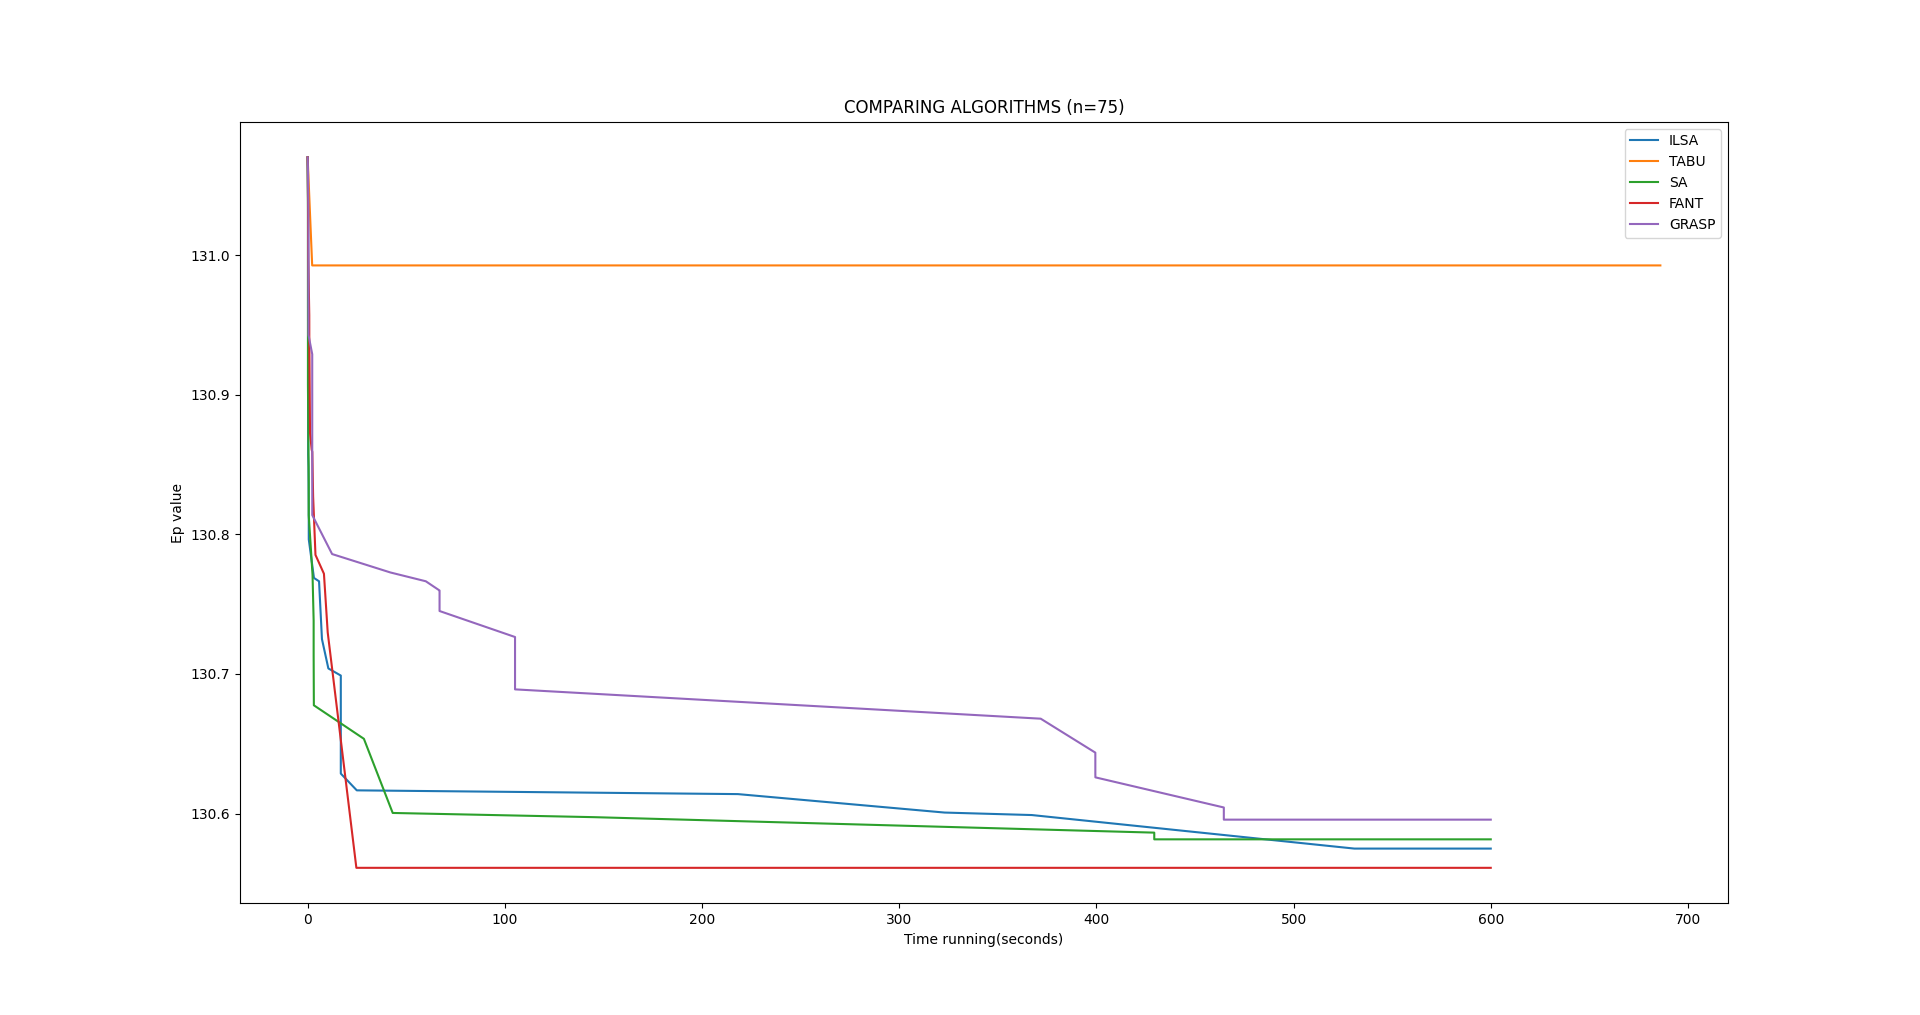 COMPARING ALGORITHMS (n=75)
ILSA
TABU
SA
FANT
GRASP
131.0
130.9
130.8
130.7
130.6
Ep value
0 100 200 300 400 500 600 700
Time running(seconds)